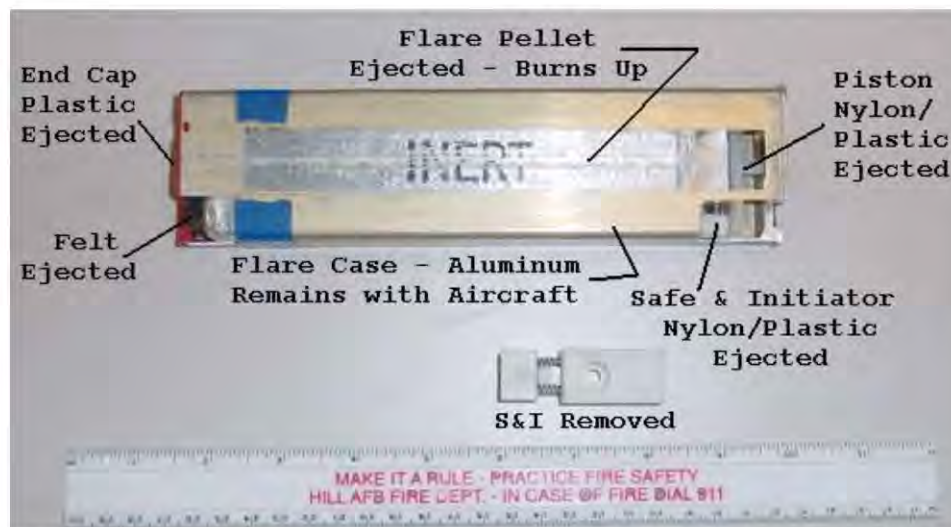 Flare Pellet
Ejected - Burns Up
End Cap
Plastic
Ejected
Piston
Nylon/
Plastic
Ejected
INERT
Felt
Ejected
Flare Case - Aluminum
Remains with Aircraft
Safe & Initiator
Nylon/Plastic
Ejected
S&I Removed
MAKE IT A RULE - PRACTICE FIRE SAFETY
HILL AFB FIRE DEPT. - IN CASE OF FIRE DIAL 911